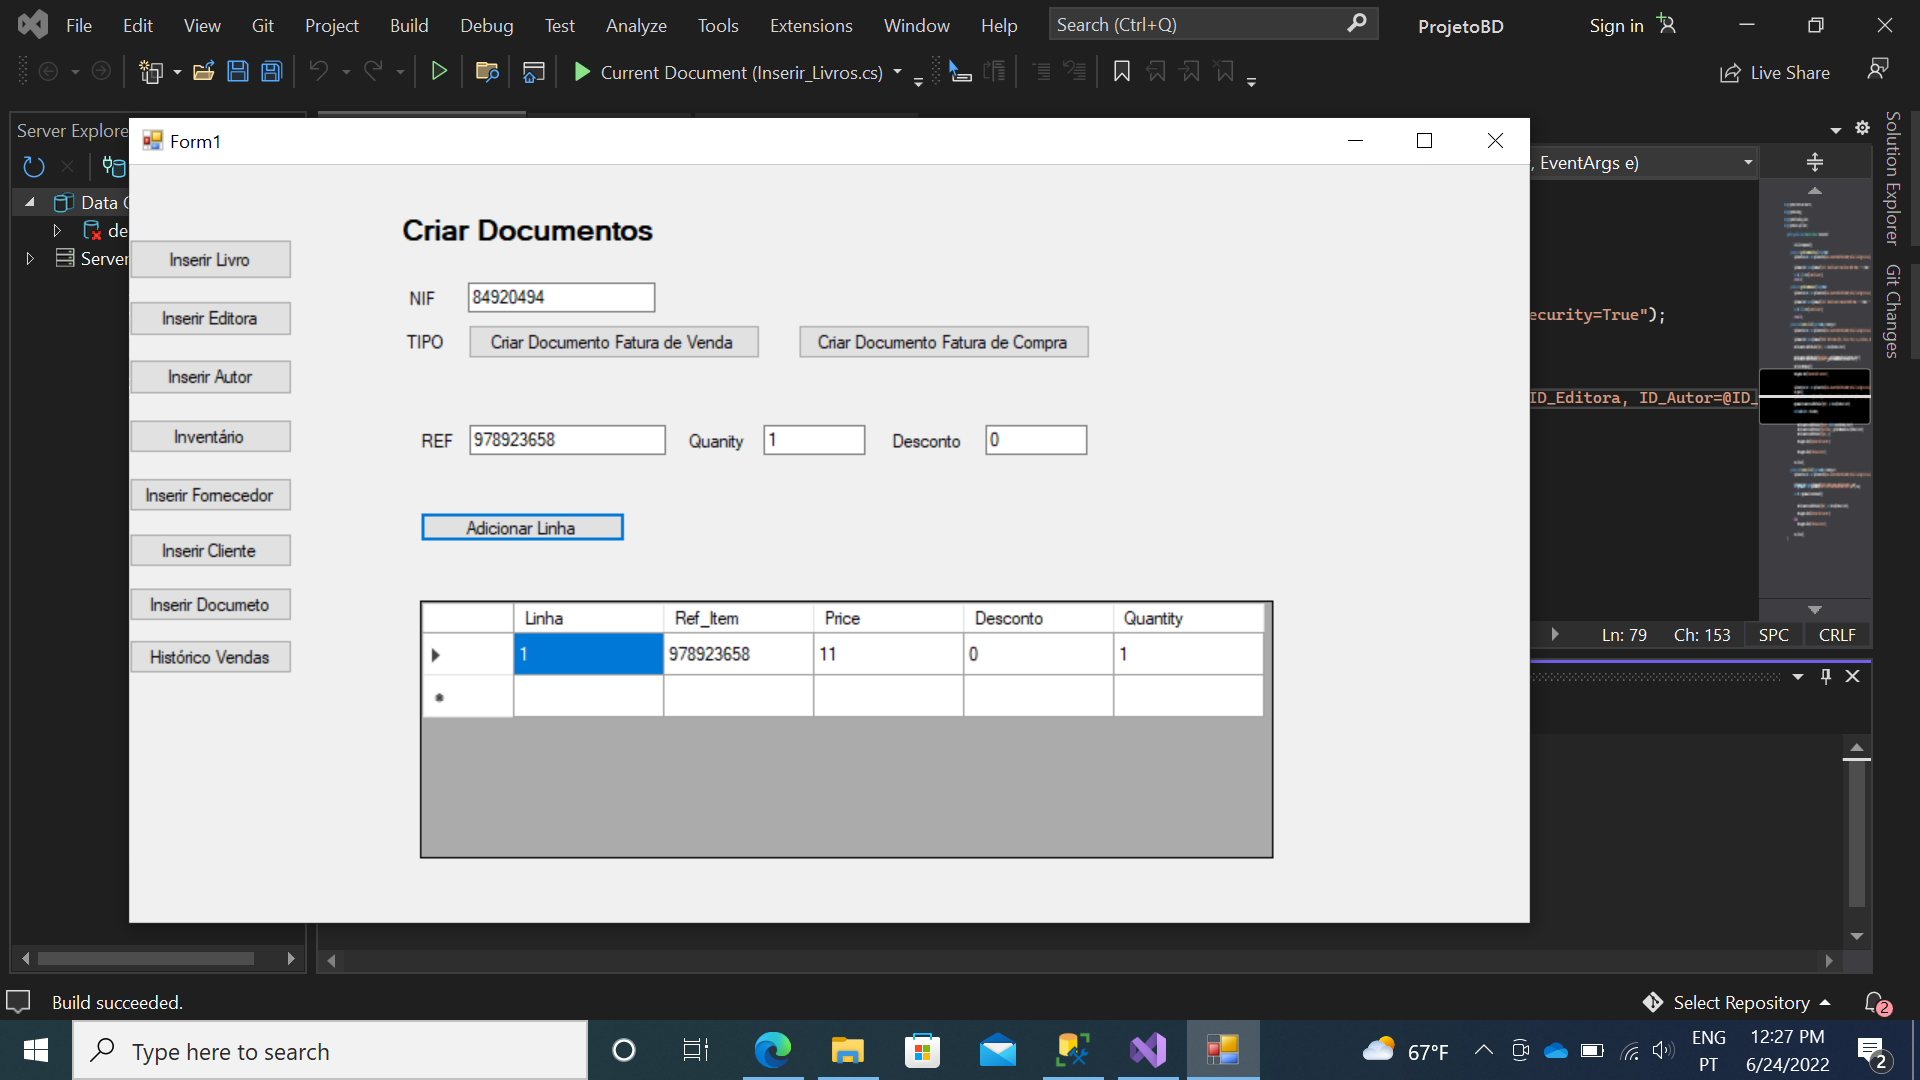 File Edit View Git Project Build Debug Test Analyze Tools Extensions Window Help Search (Ctrl+Q) ProjetoBD Sign in
Current Document (Inserir_Livros.cs) Live Share
Server Explore
Form1
Solution Explorer
Git Changes
, EventArgs e)
Data
de
Server
Criar Documentos
Inserir Livro
Inserir Editora
Inserir Autor
Inventário
Inserir Fornecedor
Inserir Cliente
Inserir Documeto
Histórico Vendas
NIF 84920494
TIPO Criar Documento Fatura de Venda Criar Documento Fatura de Compra
REF 978923658 Quanity 1 Desconto 0
Adicionar Linha
Linha Ref_Item Price Desconto Quantity
1 978923658 11 0 1
ecurity=True");
ID_Editora, ID_Autor=@ID_
Ln: 79 Ch: 153 SPC CRLF
Build succeeded.
Select Repository
2
Type here to search
67°F
ENG
PT
12:27 PM
6/24/2022
2